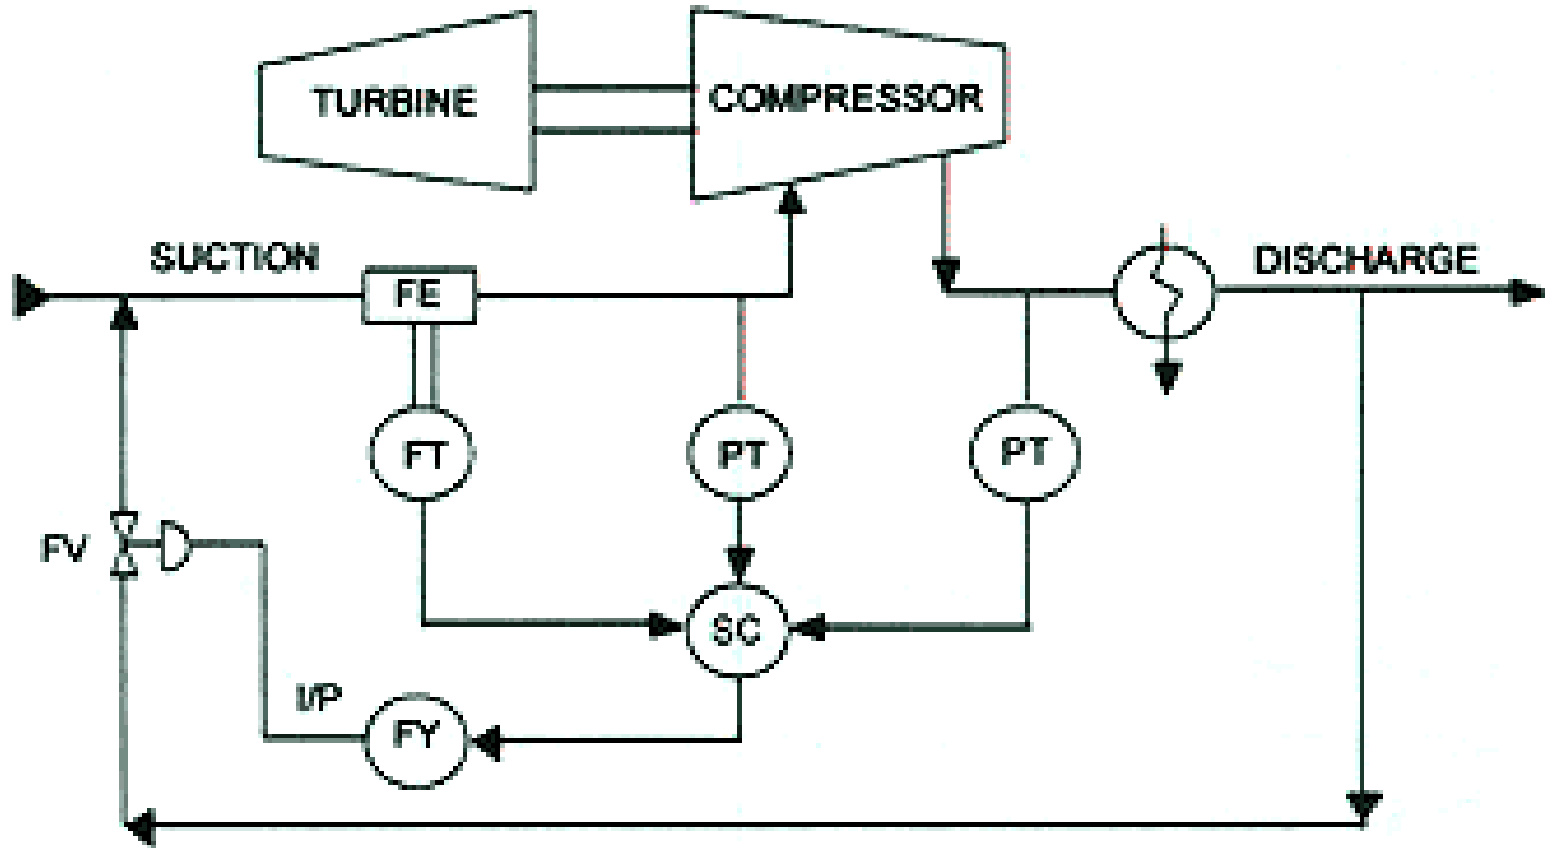 TURBINE
COMPRESSOR
SUCTION
DISCHARGE
FE
FT
PT
PT
FV
SC
I/P
FY